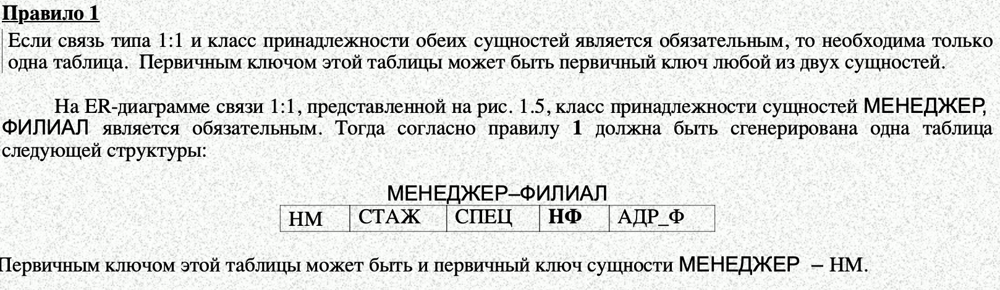 Правило 1
Если связь типа 1:1 и класс принадлежности обеих сущностей является обязательным, то необходима только
одна таблица. Первичным ключом этой таблицы может быть первичный ключ любой из двух сущностей.
На ER-диаграмме связи 1:1, представленной на рис. 1.5, класс принадлежности сущностей МЕНЕДЖЕР,
ФИЛИАЛ является обязательным. Тогда согласно правилу 1 должна быть сгенерирована одна таблица
следующей структуры:
МЕНЕДЖЕР–ФИЛИАЛ
НМ СТАЖ СПЕЦ НФ АДР_Ф
Первичным ключом этой таблицы может быть и первичный ключ сущности МЕНЕДЖЕР – НМ.